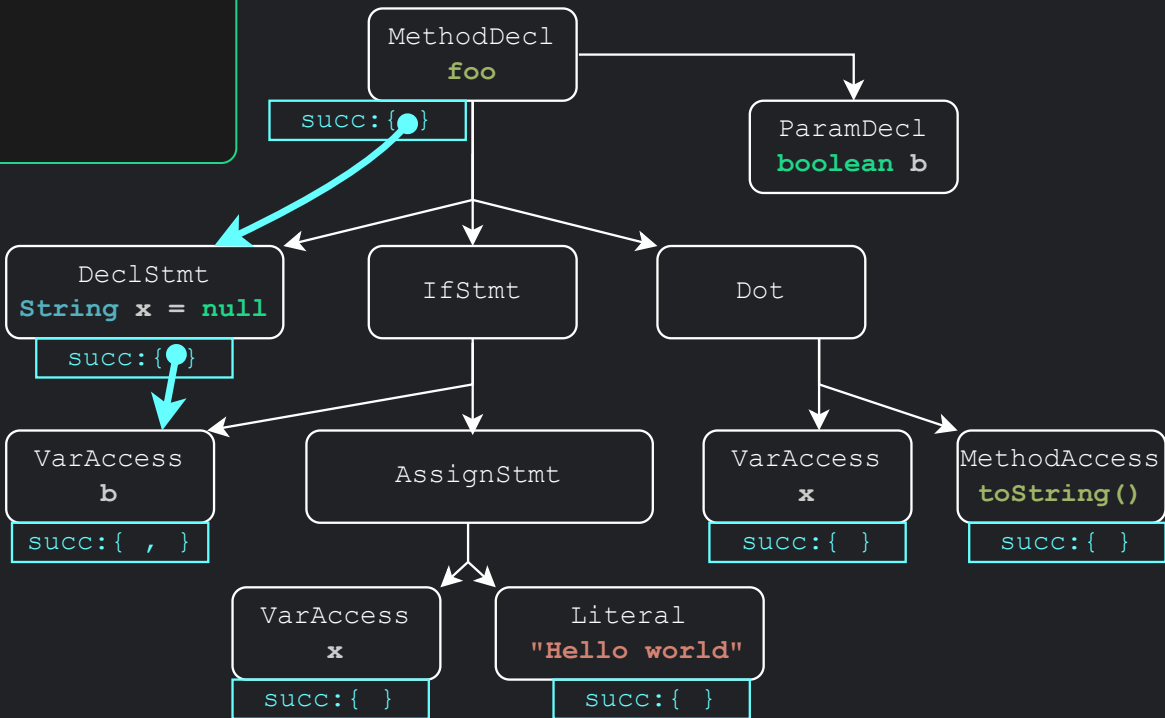 MethodDecl
foo
succ:{ }
ParamDecl
boolean b
DeclStmt
String x = null
succ:{ }
IfStmt
Dot
VarAccess
b
succ:{ , }
AssignStmt
VarAccess
x
succ:{ }
MethodAccess
toString()
succ:{ }
VarAccess
x
succ:{ }
Literal
"Hello world"
succ:{ }